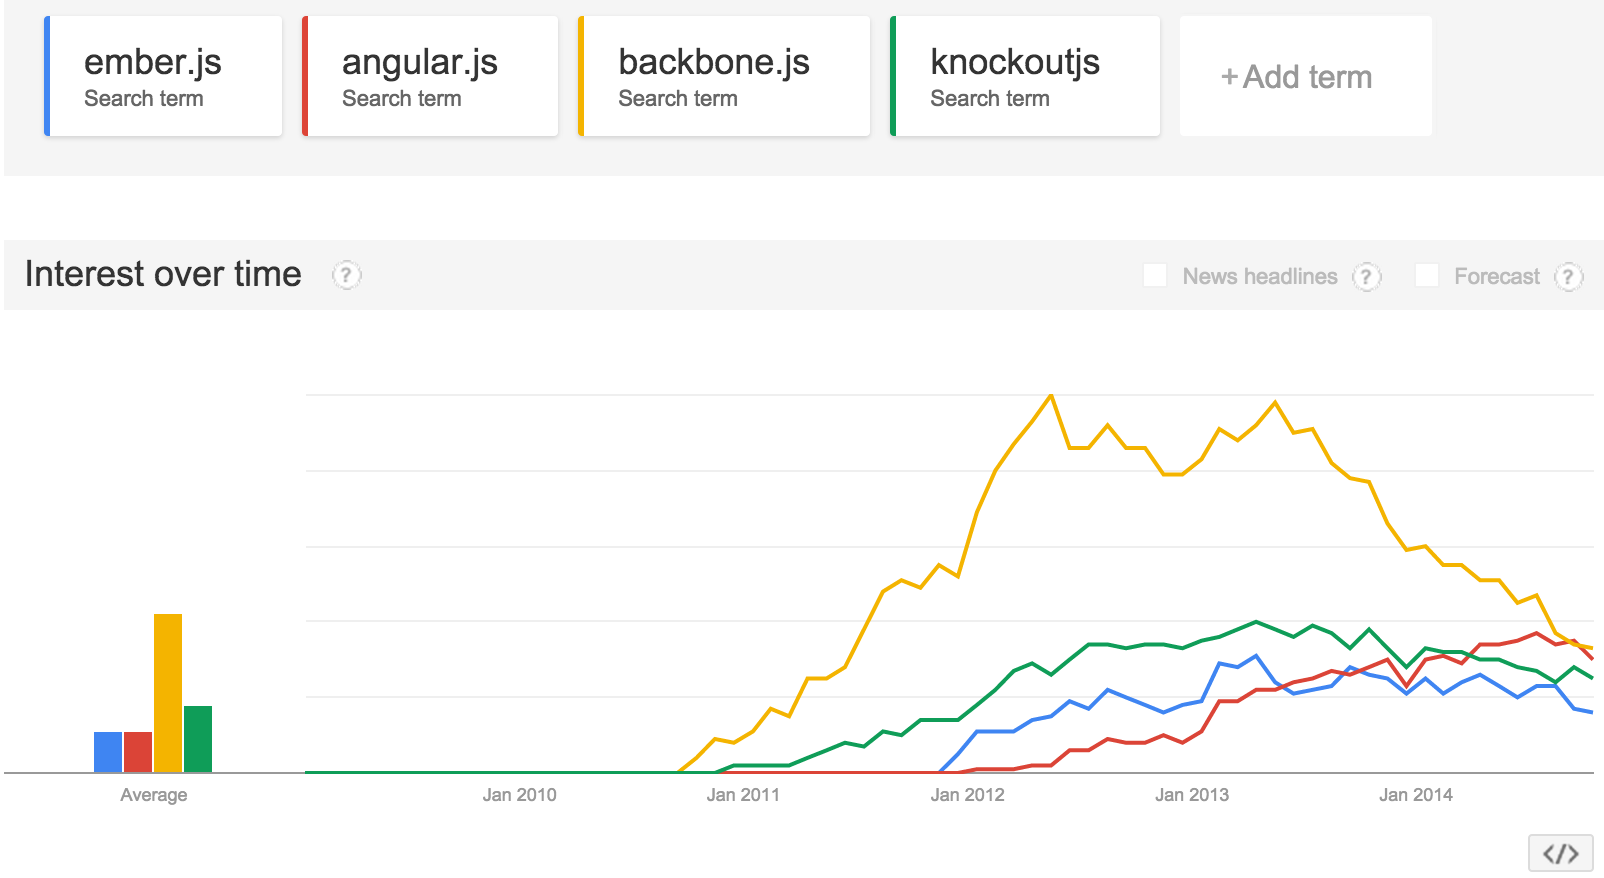 ember.js
Search term
angular.js
Search term
backbone.js
Search term
knockoutjs
Search term
+Add term
Interest over time ?
News headlines ?
Forecast ?
Average
Jan 2010
Jan 2011
Jan 2012
Jan 2013
Jan 2014
</>